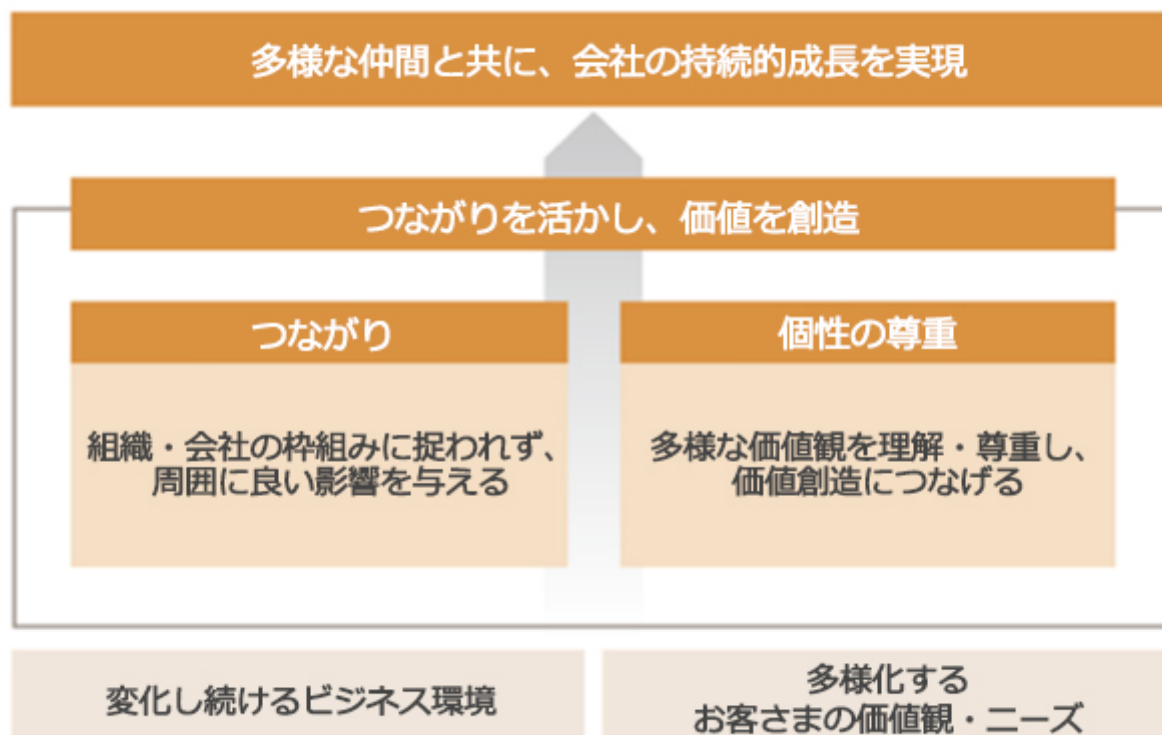 多様な仲間と共に、会社の持続的成長を実現
つながりを活かし、価値を創造
つながり
組織・会社の枠組みに捉われず、
周囲に良い影響を与える
個性の尊重
多様な価値観を理解・尊重し、
価値創造につなげる
変化し続けるビジネス環境
多様化する
お客さまの価値観・ニーズ